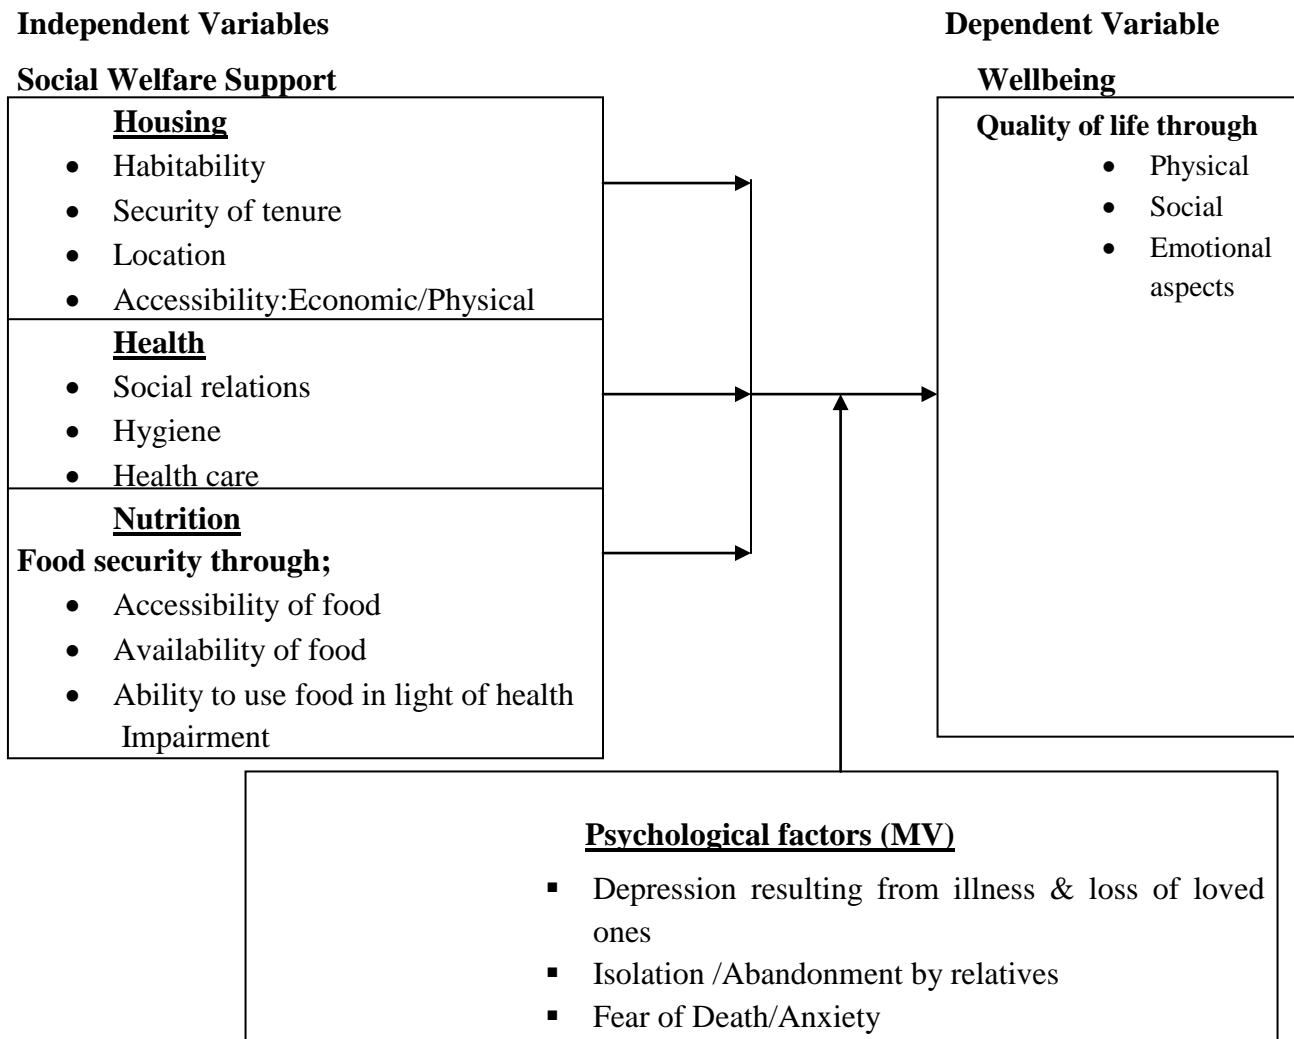 Independent Variables
Dependent Variable
Social Welfare Support
Wellbeing
Housing
• Habitability
• Security of tenure
• Location
• Accessibility:Economic/Physical
Health
• Social relations
• Hygiene
• Health care
Nutrition
Food security through;
• Accessibility of food
• Availability of food
• Ability to use food in light of health
Impairment
Quality of life through
• Physical
• Social
• Emotional
aspects
Psychological factors (MV)
▪ Depression resulting from illness & loss of loved
ones
▪ Isolation /Abandonment by relatives
▪ Fear of Death/Anxiety